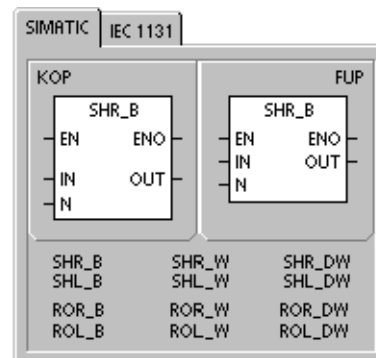 SIMATIC IEC 1131
KOP FUP
SHR_B SHR_B
EN ENO EN ENO
IN OUT IN OUT
N N
SHR_B SHR_W SHR_DW
SHL_B SHL_W SHL_DW
ROR_B ROR_W ROR_DW
ROL_B ROL_W ROL_DW